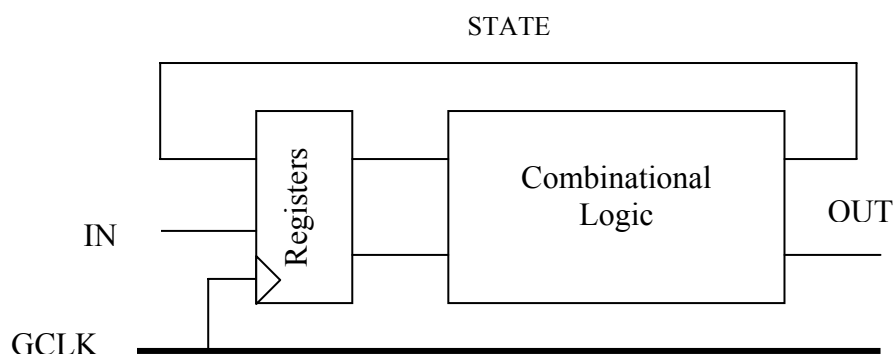 STATE
Registers
Combinational
Logic
OUT
IN
GCLK